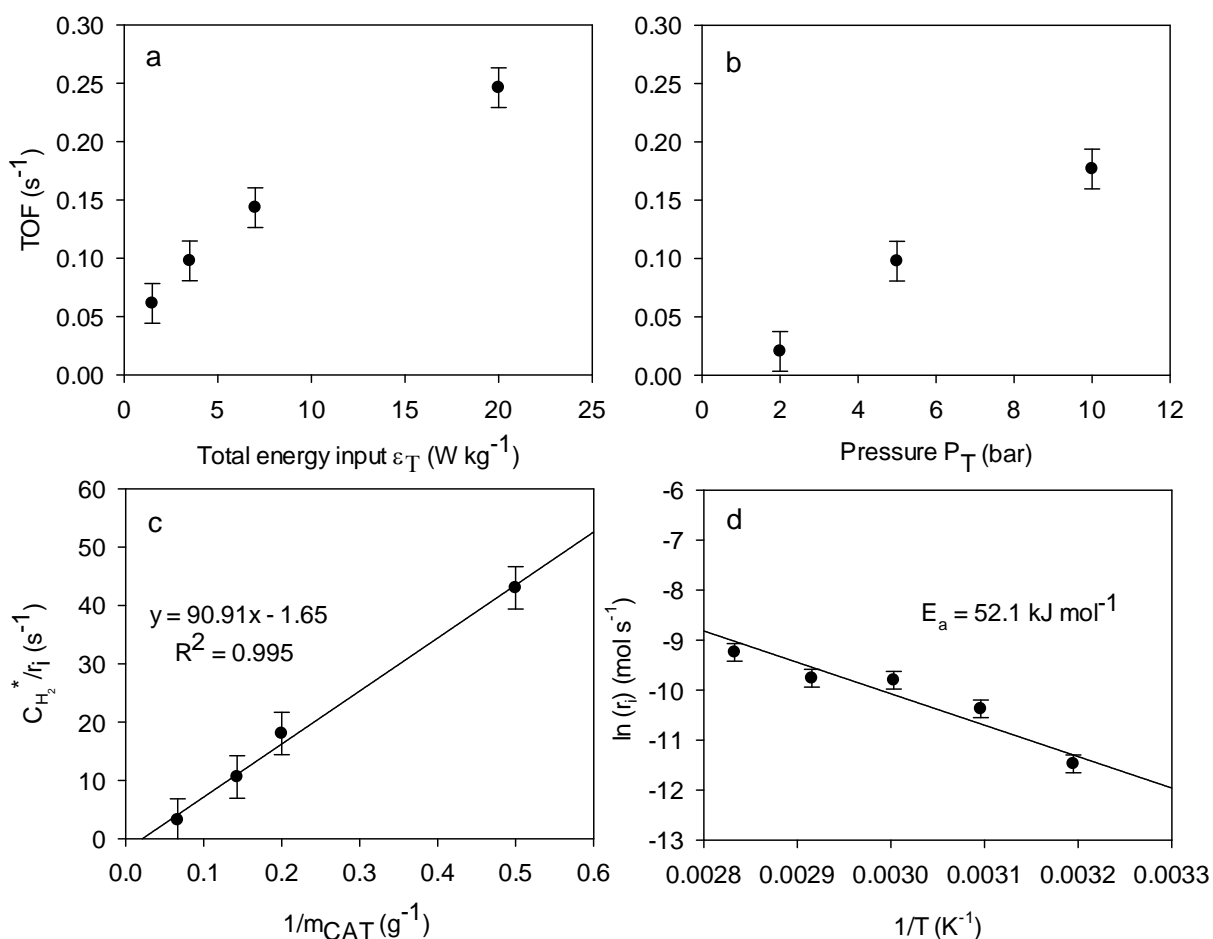 a
TOF (s⁻¹)
0.30
0.25
0.20
0.15
0.10
0.05
0.00
0 5 10 15 20 25
Total energy input εT (W kg⁻¹)
b
0.30
0.25
0.20
0.15
0.10
0.05
0.00
0 2 4 6 8 10 12
Pressure PT (bar)
c
CH2*/ri (s⁻¹)
60
50
40
30
20
10
0
y = 90.91x - 1.65
R² = 0.995
0.0 0.1 0.2 0.3 0.4 0.5 0.6
1/mCAT (g⁻¹)
d
ln (ri) (mol s⁻¹)
-6
-7
-8
-9
-10
-11
-12
-13
Ea = 52.1 kJ mol⁻¹
0.0028 0.0029 0.0030 0.0031 0.0032 0.0033
1/T (K⁻¹)